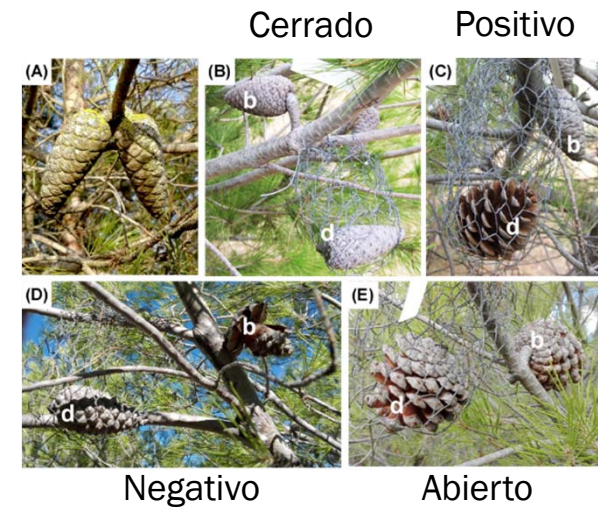 Cerrado Positivo
(A) (B) (C)
b
b
d
d
(D) (E)
b
b
d
d
Negativo Abierto